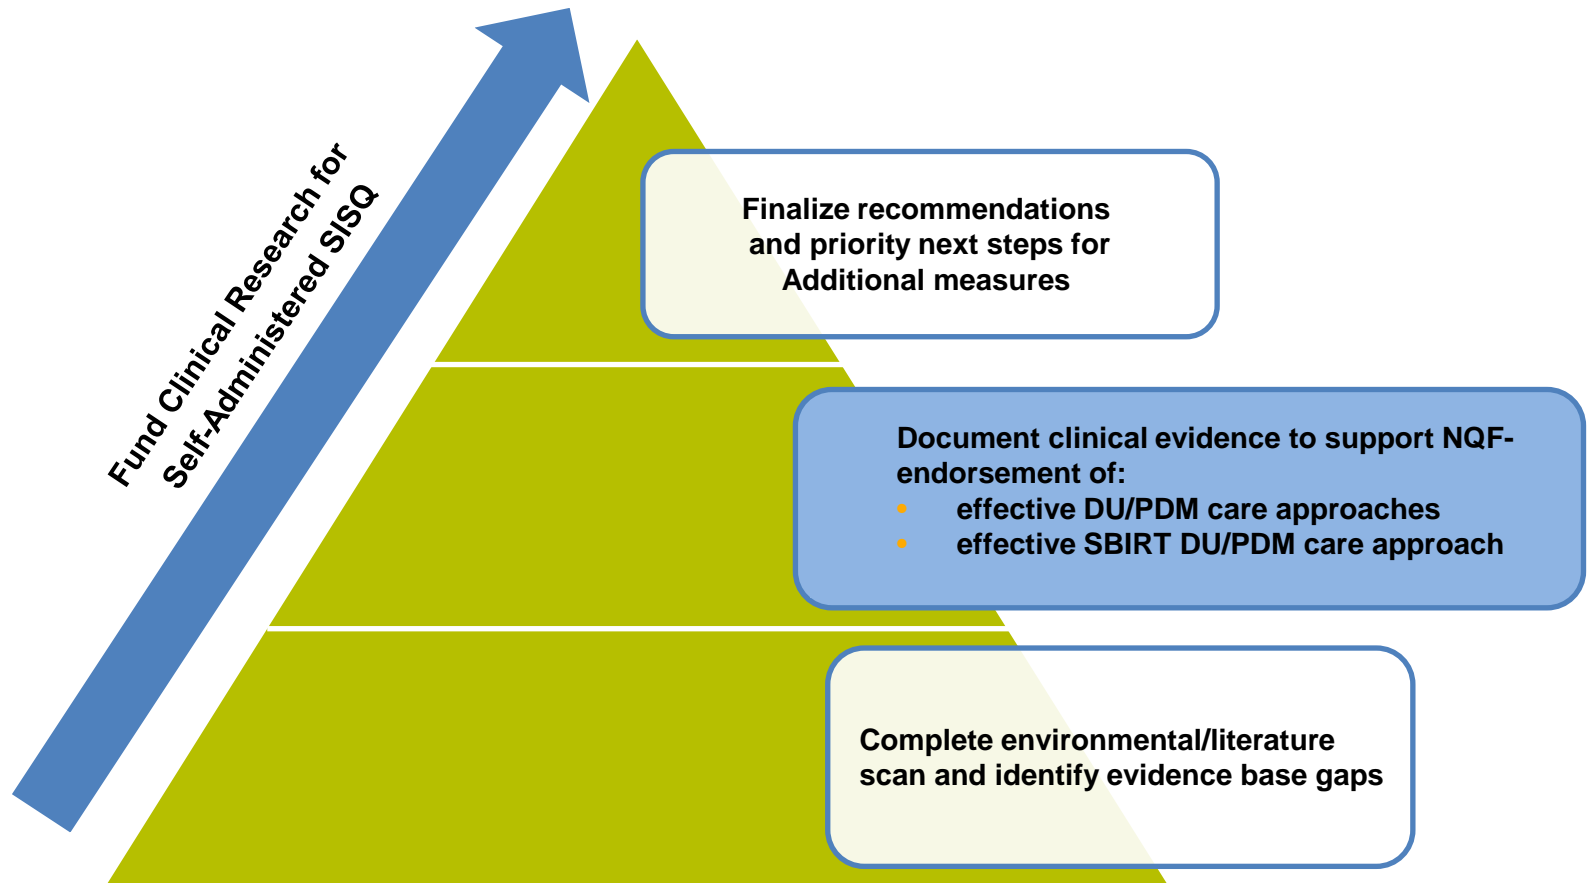 Fund Clinical Research for
Self-Administered SISQ
Finalize recommendations
and priority next steps for
Additional measures
Document clinical evidence to support NQF-
endorsement of:
▪ effective DU/PDM care approaches
▪ effective SBIRT DU/PDM care approach
Complete environmental/literature
scan and identify evidence base gaps